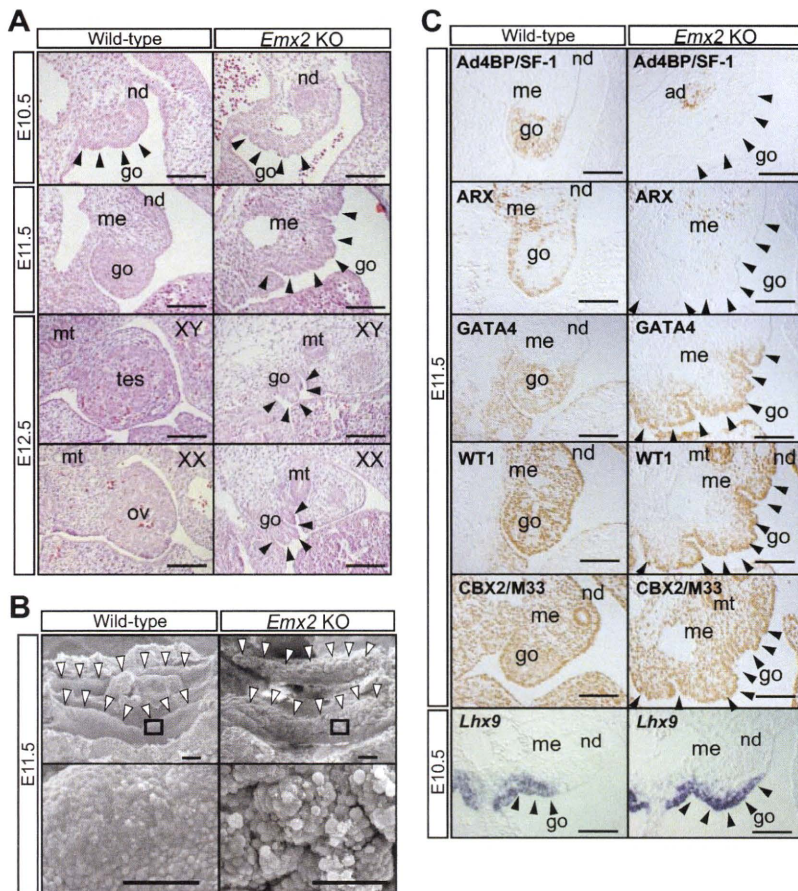 A
Wild-type
Emx2 KO
E10.5
nd
go
nd
go
E11.5
me
nd
go
me
go
E12.5
mt
XY
tes
XY
mt
go
mt
XX
ov
XX
mt
go
B
Wild-type
Emx2 KO
E11.5
C
Wild-type
Emx2 KO
E11.5
Ad4BP/SF-1
nd
me
go
Ad4BP/SF-1
ad
go
ARX
nd
me
go
ARX
me
go
GATA4
me
nd
go
GATA4
me
go
WT1
nd
me
go
WT1
mt
nd
me
go
CBX2/M33
nd
me
go
CBX2/M33
mt
me
go
E10.5
Lhx9
me
nd
go
Lhx9
me
nd
go